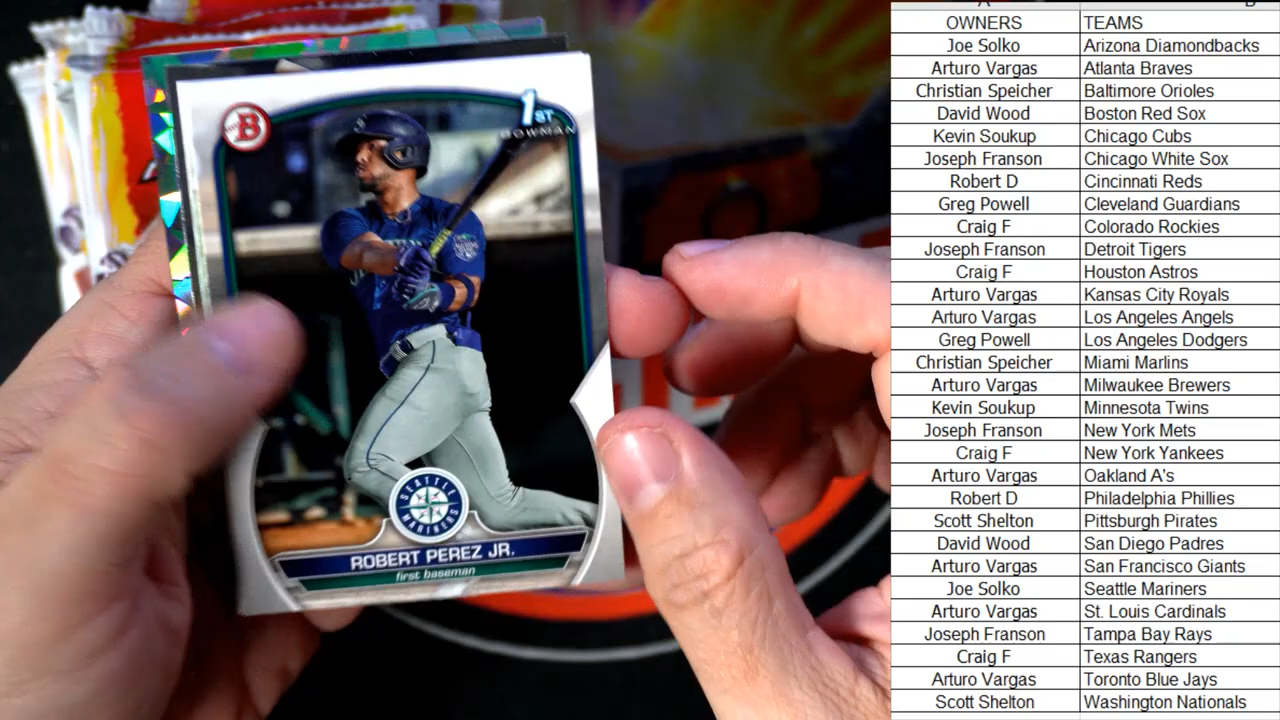 B
1ST
BOWMAN
SEATTLE
MARINERS
ROBERT PEREZ JR.
first baseman
OWNERS TEAMS
Joe Solko Arizona Diamondbacks
Arturo Vargas Atlanta Braves
Christian Speicher Baltimore Orioles
David Wood Boston Red Sox
Kevin Soukup Chicago Cubs
Joseph Franson Chicago White Sox
Robert D Cincinnati Reds
Greg Powell Cleveland Guardians
Craig F Colorado Rockies
Joseph Franson Detroit Tigers
Craig F Houston Astros
Arturo Vargas Kansas City Royals
Arturo Vargas Los Angeles Angels
Greg Powell Los Angeles Dodgers
Christian Speicher Miami Marlins
Arturo Vargas Milwaukee Brewers
Kevin Soukup Minnesota Twins
Joseph Franson New York Mets
Craig F New York Yankees
Arturo Vargas Oakland A's
Robert D Philadelphia Phillies
Scott Shelton Pittsburgh Pirates
David Wood San Diego Padres
Arturo Vargas San Francisco Giants
Joe Solko Seattle Mariners
Arturo Vargas St. Louis Cardinals
Joseph Franson Tampa Bay Rays
Craig F Texas Rangers
Arturo Vargas Toronto Blue Jays
Scott Shelton Washington Nationals